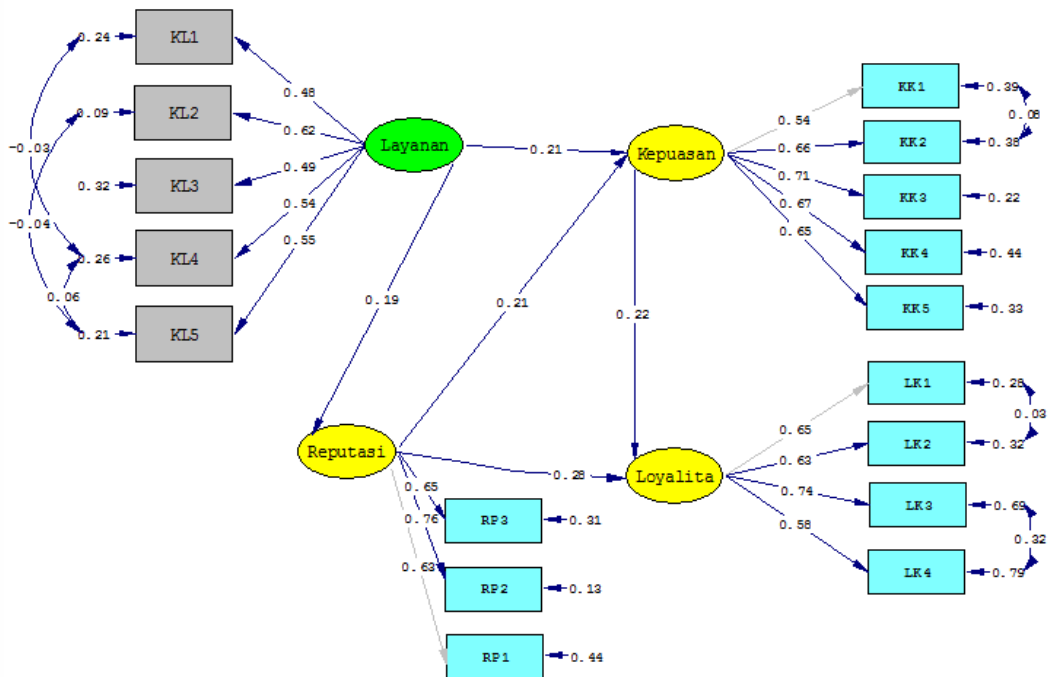 0.24
KL1
0.48
0.09
KL2
0.62
-0.03
0.32
KL3
0.49
-0.04
0.26
KL4
0.54
0.06
0.21
KL5
0.55
Layanan
0.21
Kepuasan
0.19
0.21
0.22
Reputasi
0.28
Loyalita
0.54
KK1
0.39
0.08
0.66
KK2
0.38
0.71
KK3
0.22
0.67
KK4
0.44
0.65
KK5
0.33
0.65
LK1
0.28
0.03
0.63
LK2
0.32
0.74
LK3
0.69
0.32
0.58
LK4
0.79
0.65
RP3
0.31
0.76
RP2
0.13
0.63
RP1
0.44